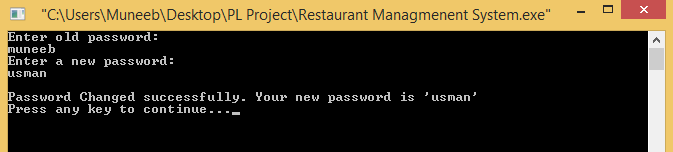 "C:\Users\Muneeb\Desktop\PL Project\Restaurant Managmenent System.exe"
Enter old password:
muneeb
Enter a new password:
usman
Password Changed successfully. Your new password is 'usman'
Press any key to continue..._